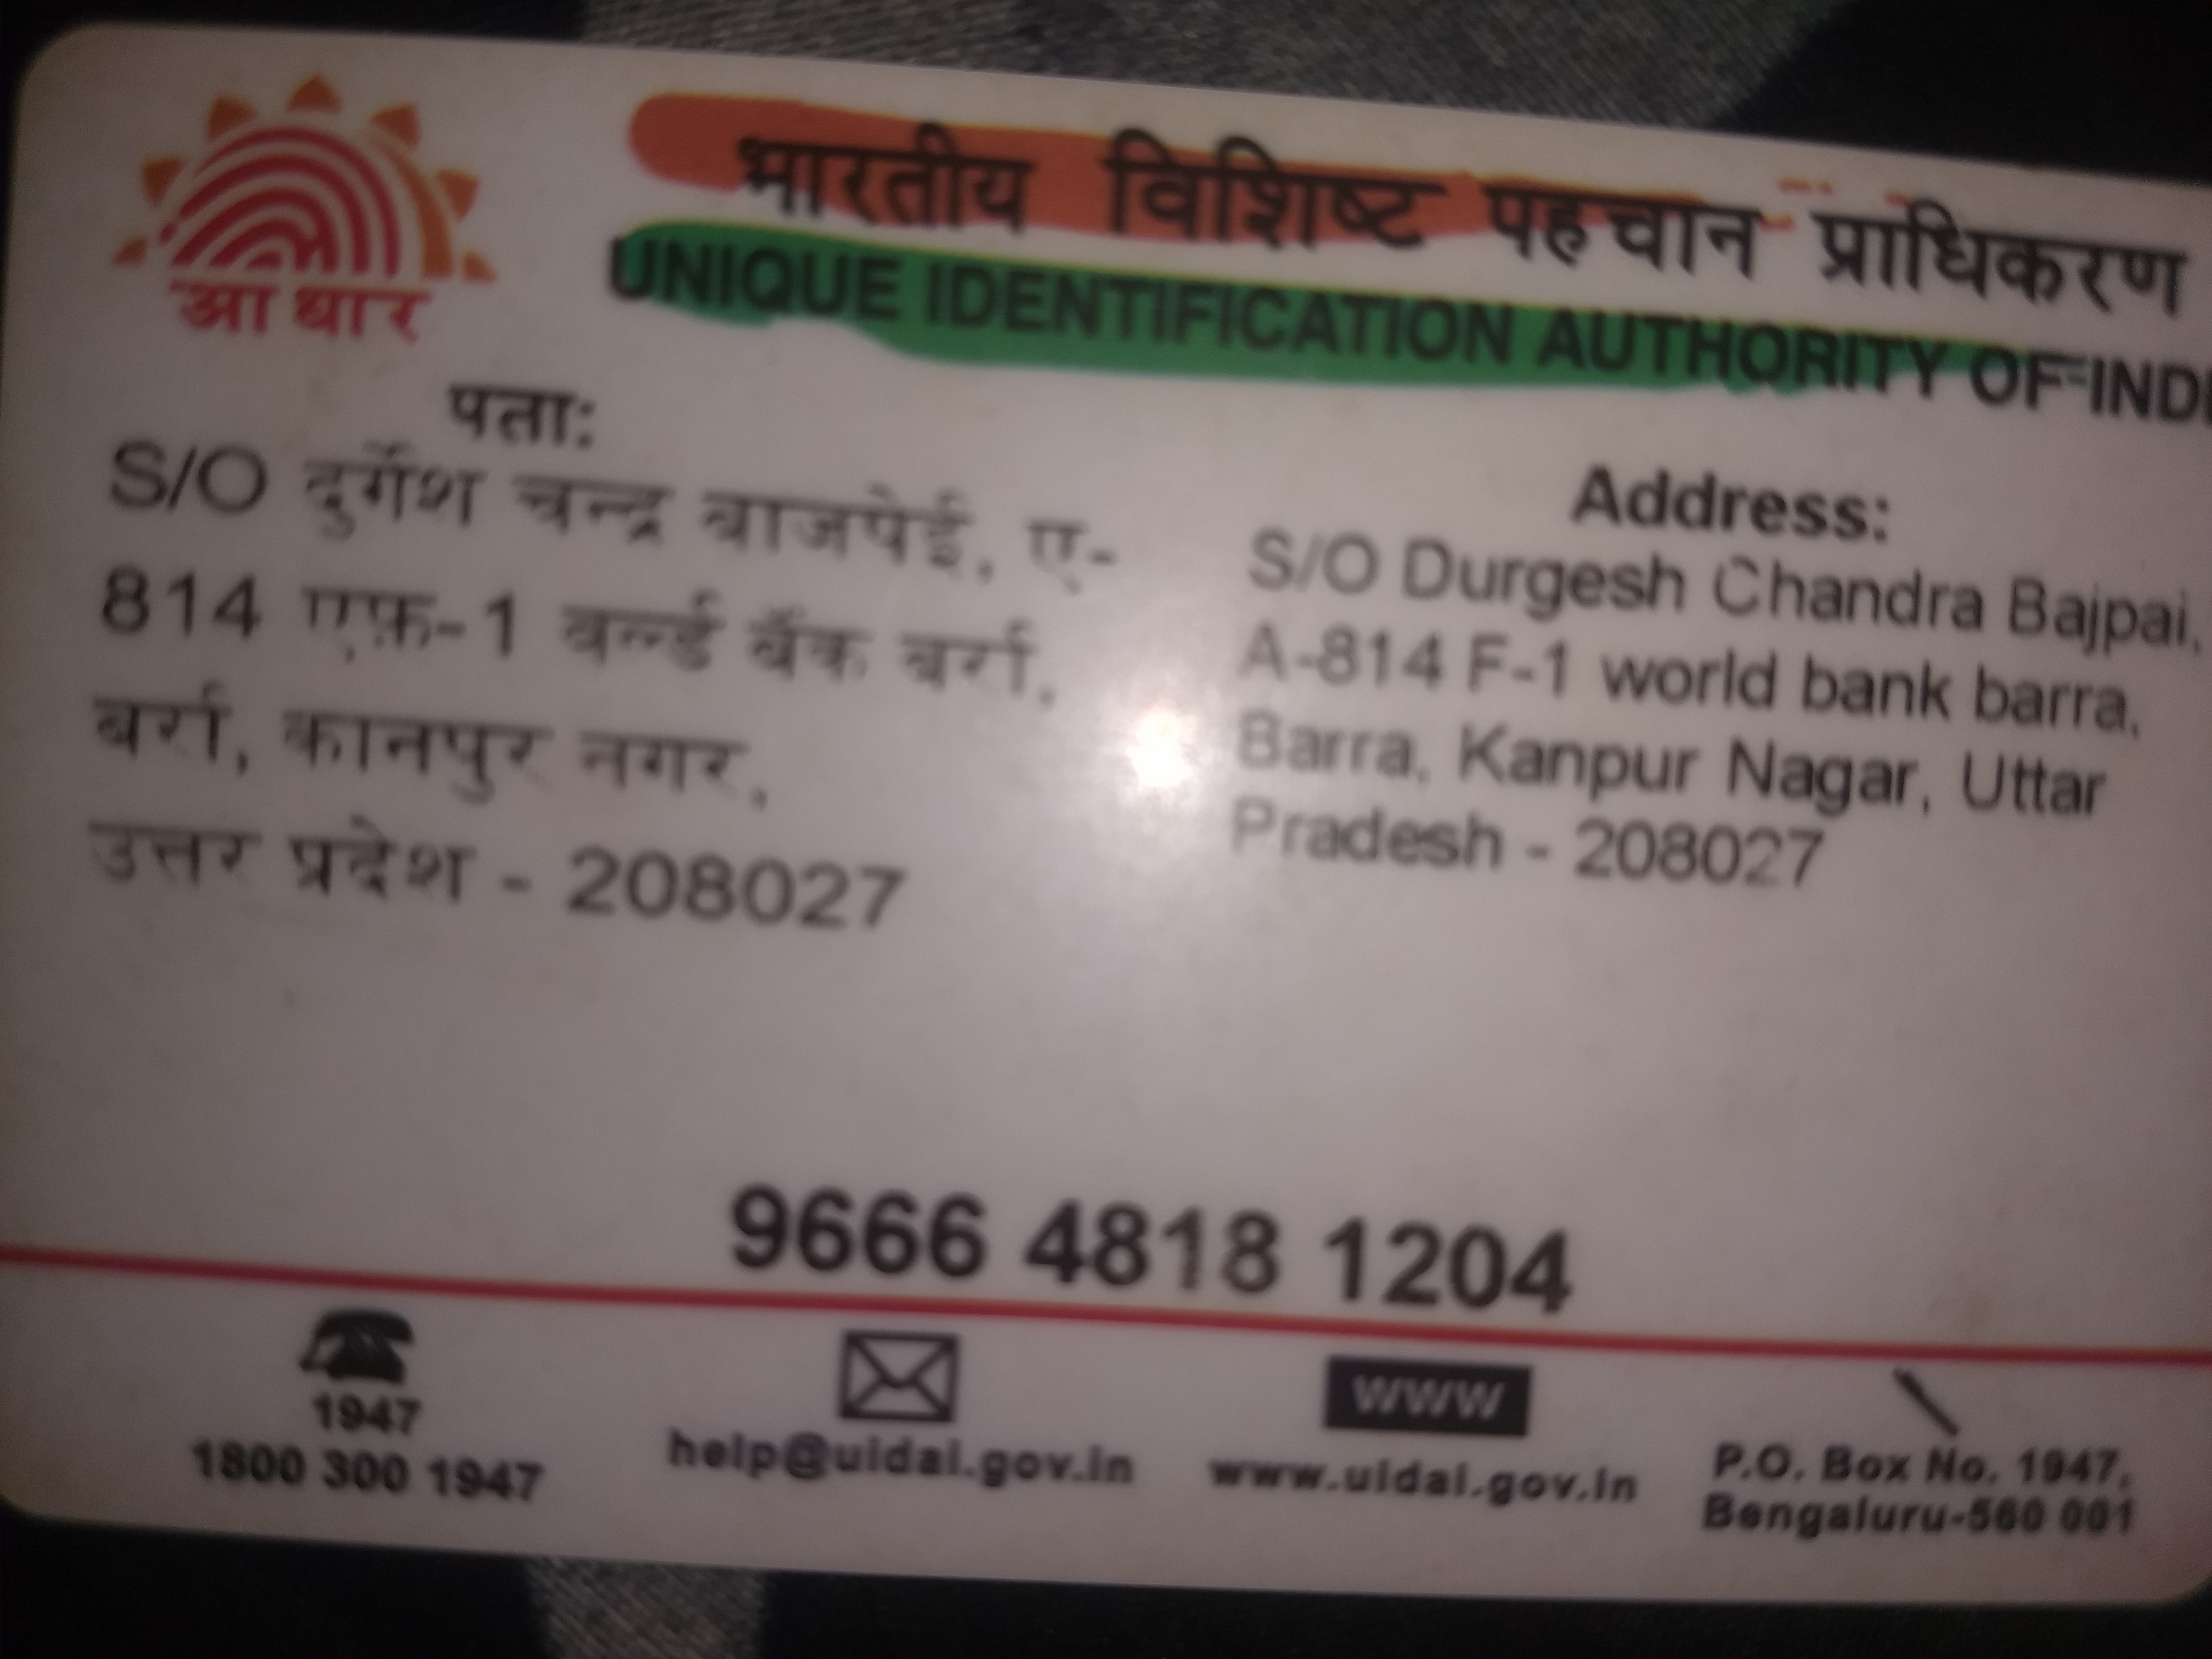 आधार
भारतीय विशिष्ट पहचान प्राधिकरण
UNIQUE IDENTIFICATION AUTHORITY OF INDI
पता:
S/O दुर्गेश चन्द्र बाजपेई, ए-
814 एफ़-1 वर्ल्ड बैंक बर्रा,
बर्रा, कानपुर नगर,
उत्तर प्रदेश - 208027
Address:
S/O Durgesh Chandra Bajpai,
A-814 F-1 world bank barra,
Barra, Kanpur Nagar, Uttar
Pradesh - 208027
9666 4818 1204
1947
1800 300 1947
help@uidai.gov.in
www
www.uidai.gov.in
P.O. Box No. 1947,
Bengaluru-560 001